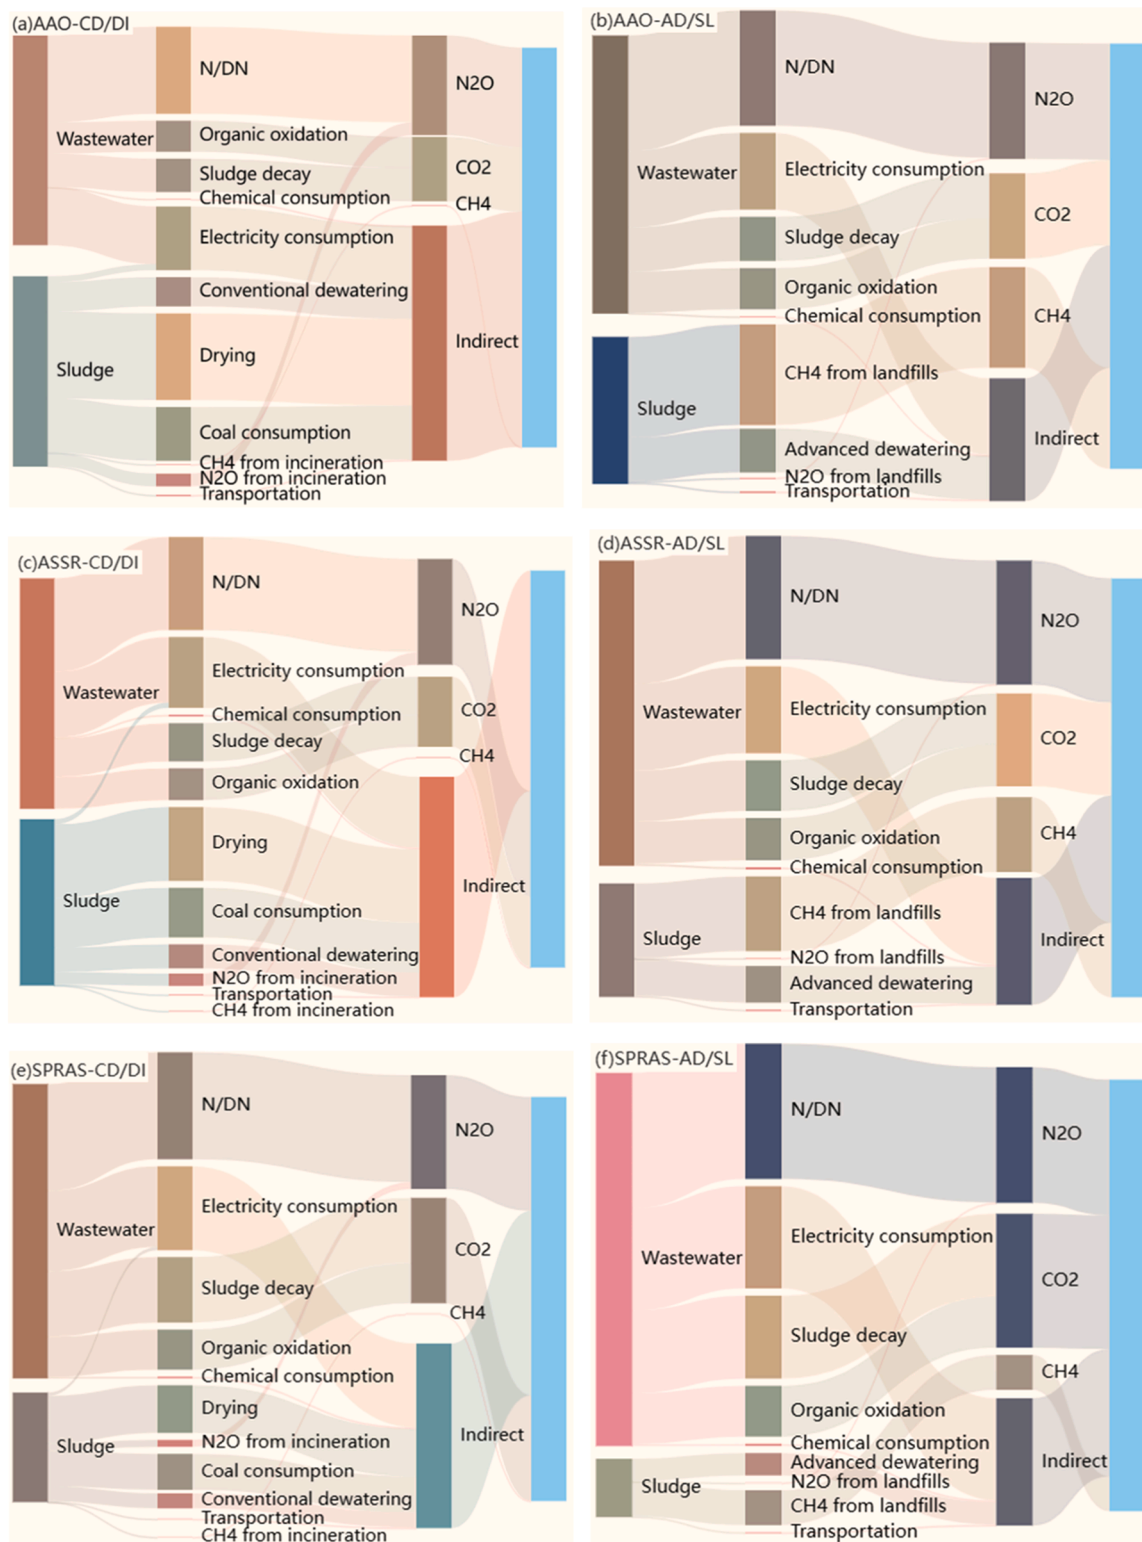 (a)AAO-CD/DI
N/DN
N2O
Wastewater
Organic oxidation
CO2
Sludge decay
Chemical consumption
CH4
Electricity consumption
Conventional dewatering
Indirect
Drying
Sludge
Coal consumption
CH4 from incineration
N2O from incineration
Transportation
(b)AAO-AD/SL
N/DN
N2O
Wastewater
Electricity consumption
CO2
Sludge decay
Organic oxidation
Chemical consumption
CH4
CH4 from landfills
Sludge
Indirect
Advanced dewatering
N2O from landfills
Transportation
(c)ASSR-CD/DI
N/DN
N2O
Electricity consumption
Wastewater
CO2
Chemical consumption
Sludge decay
CH4
Organic oxidation
Drying
Indirect
Sludge
Coal consumption
Conventional dewatering
N2O from incineration
Transportation
CH4 from incineration
(d)ASSR-AD/SL
N/DN
N2O
Wastewater
Electricity consumption
CO2
Sludge decay
CH4
Organic oxidation
Chemical consumption
CH4 from landfills
Sludge
Indirect
N2O from landfills
Advanced dewatering
Transportation
(e)SPRAS-CD/DI
N/DN
N2O
Electricity consumption
Wastewater
CO2
Sludge decay
CH4
Organic oxidation
Chemical consumption
Drying
Indirect
Sludge
N2O from incineration
Coal consumption
Conventional dewatering
Transportation
CH4 from incineration
(f)SPRAS-AD/SL
N/DN
N2O
Electricity consumption
Wastewater
CO2
Sludge decay
CH4
Organic oxidation
Chemical consumption
Advanced dewatering
Indirect
N2O from landfills
Sludge
CH4 from landfills
Transportation